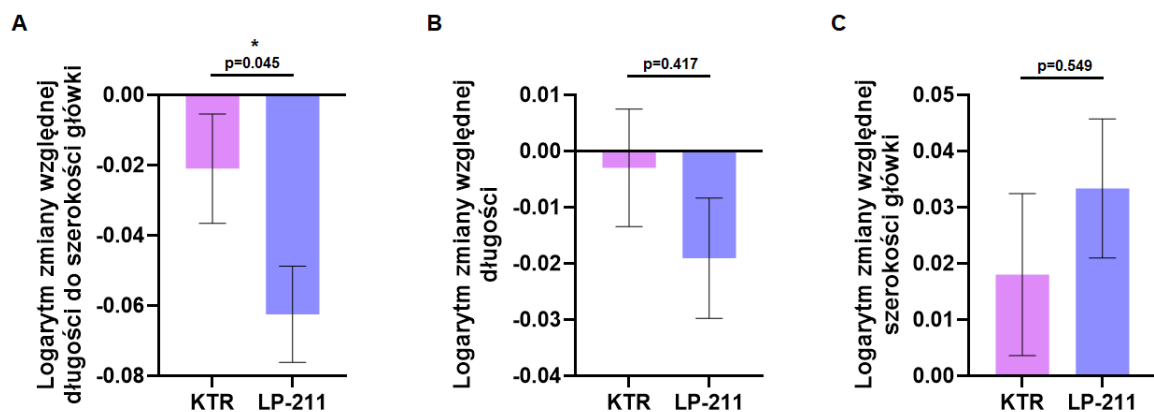 A
Logarytm zmiany względnej
długości do szerokości główki
*
p=0.045
0.00
-0.02
-0.04
-0.06
-0.08
KTR
LP-211
B
Logarytm zmiany względnej
długości
p=0.417
0.01
0.00
-0.01
-0.02
-0.03
-0.04
KTR
LP-211
C
Logarytm zmiany względnej
szerokości główki
p=0.549
0.05
0.04
0.03
0.02
0.01
0.00
KTR
LP-211